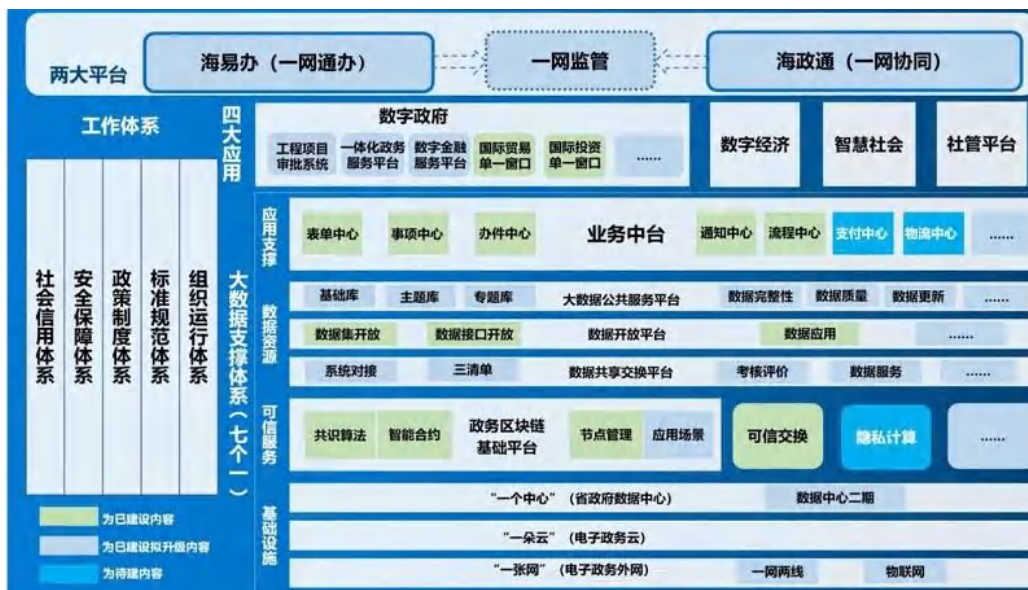 两大平台
海易办（一网通办）
一网监管
海政通（一网协同）
工作体系
社会信用体系
安全保障体系
政策制度体系
标准规范体系
组织运行体系
为已建设内容
为已建设拟升级内容
为待建内容
四大应用
数字政府
工程项目
审批系统
一体化政务
服务平台
数字金融
服务平台
国际贸易
单一窗口
国际投资
单一窗口
......
数字经济
智慧社会
社管平台
大数据支撑体系（七个一）
应用支撑
表单中心
事项中心
办件中心
业务中台
通知中心
流程中心
支付中心
物流中心
......
数据资源
基础库
主题库
专题库
大数据公共服务平台
数据完整性
数据质量
数据更新
......
数据集开放
数据接口开放
数据开放平台
数据应用
......
系统对接
三清单
数据共享交换平台
考核评价
数据服务
......
可信服务
共识算法
智能合约
政务区块链
基础平台
节点管理
应用场景
可信交换
隐私计算
......
基础设施
“一个中心”（省政府数据中心）
数据中心二期
“一朵云”（电子政务云）
“一张网”（电子政务外网）
一网两线
物联网